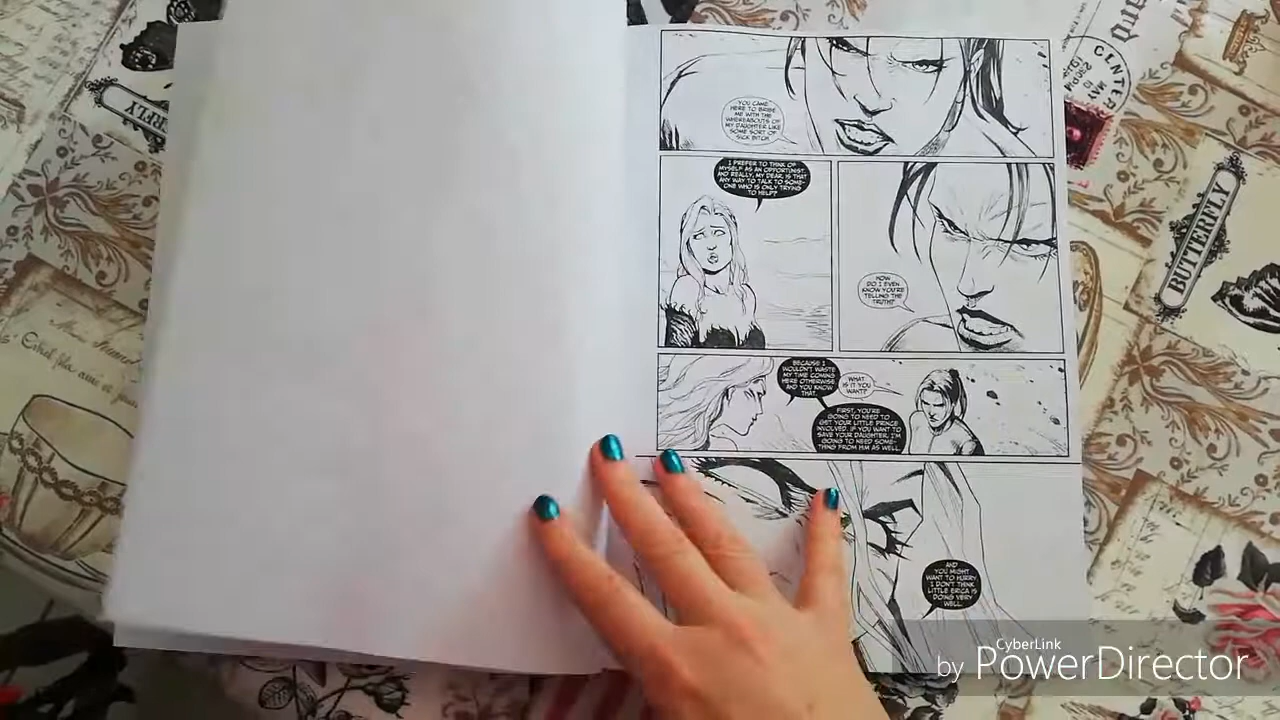 YOU CAME
HERE TO BRIBE
ME WITH THE
WHEREABOUTS OF
MY DAUGHTER LIKE
SOME SORT OF
SICK BITCH.
I PREFER TO THINK OF
MYSELF AS AN OPPORTUNIST.
AND REALLY, MY DEAR, IS THAT
ANY WAY TO TALK TO SOME-
ONE WHO IS ONLY TRYING
TO HELP?
HOW
DO I EVEN
KNOW YOU'RE
TELLING THE
TRUTH?
BECAUSE I
WOULDN'T WASTE
MY TIME COMING
HERE OTHERWISE
AND YOU KNOW
THAT.
WHAT
IS IT YOU
WANT?
FIRST, YOU'RE
GOING TO NEED TO
GET YOUR LITTLE PRINCE
INVOLVED. IF YOU WANT TO
SAVE YOUR DAUGHTER, I'M
GOING TO NEED SOME-
THING FROM HIM AS WELL.
AND
YOU MIGHT
WANT TO HURRY.
I DON'T THINK
LITTLE ERICA IS
DOING VERY
WELL.
BUTTERFLY
CENTER
MAY
CyberLink
by PowerDirector